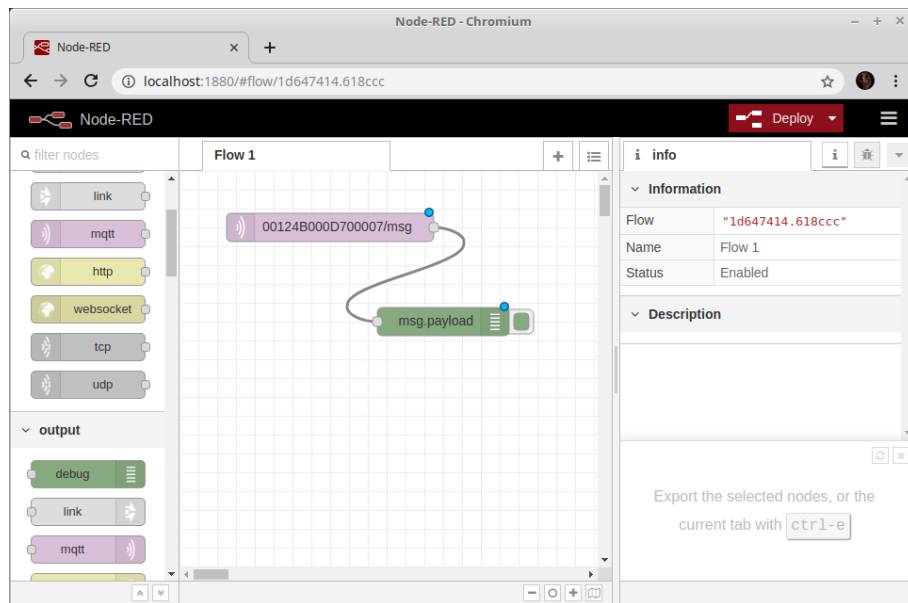 Node-RED - Chromium
Node-RED
localhost:1880/#flow/1d647414.618ccc
Node-RED
Deploy
filter nodes
link
mqtt
http
websocket
tcp
udp
output
debug
link
mqtt
Flow 1
00124B000D700007/msg
msg.payload
i info
i
Information
Flow "1d647414.618ccc"
Name Flow 1
Status Enabled
Description
Export the selected nodes, or the
current tab with ctrl-e